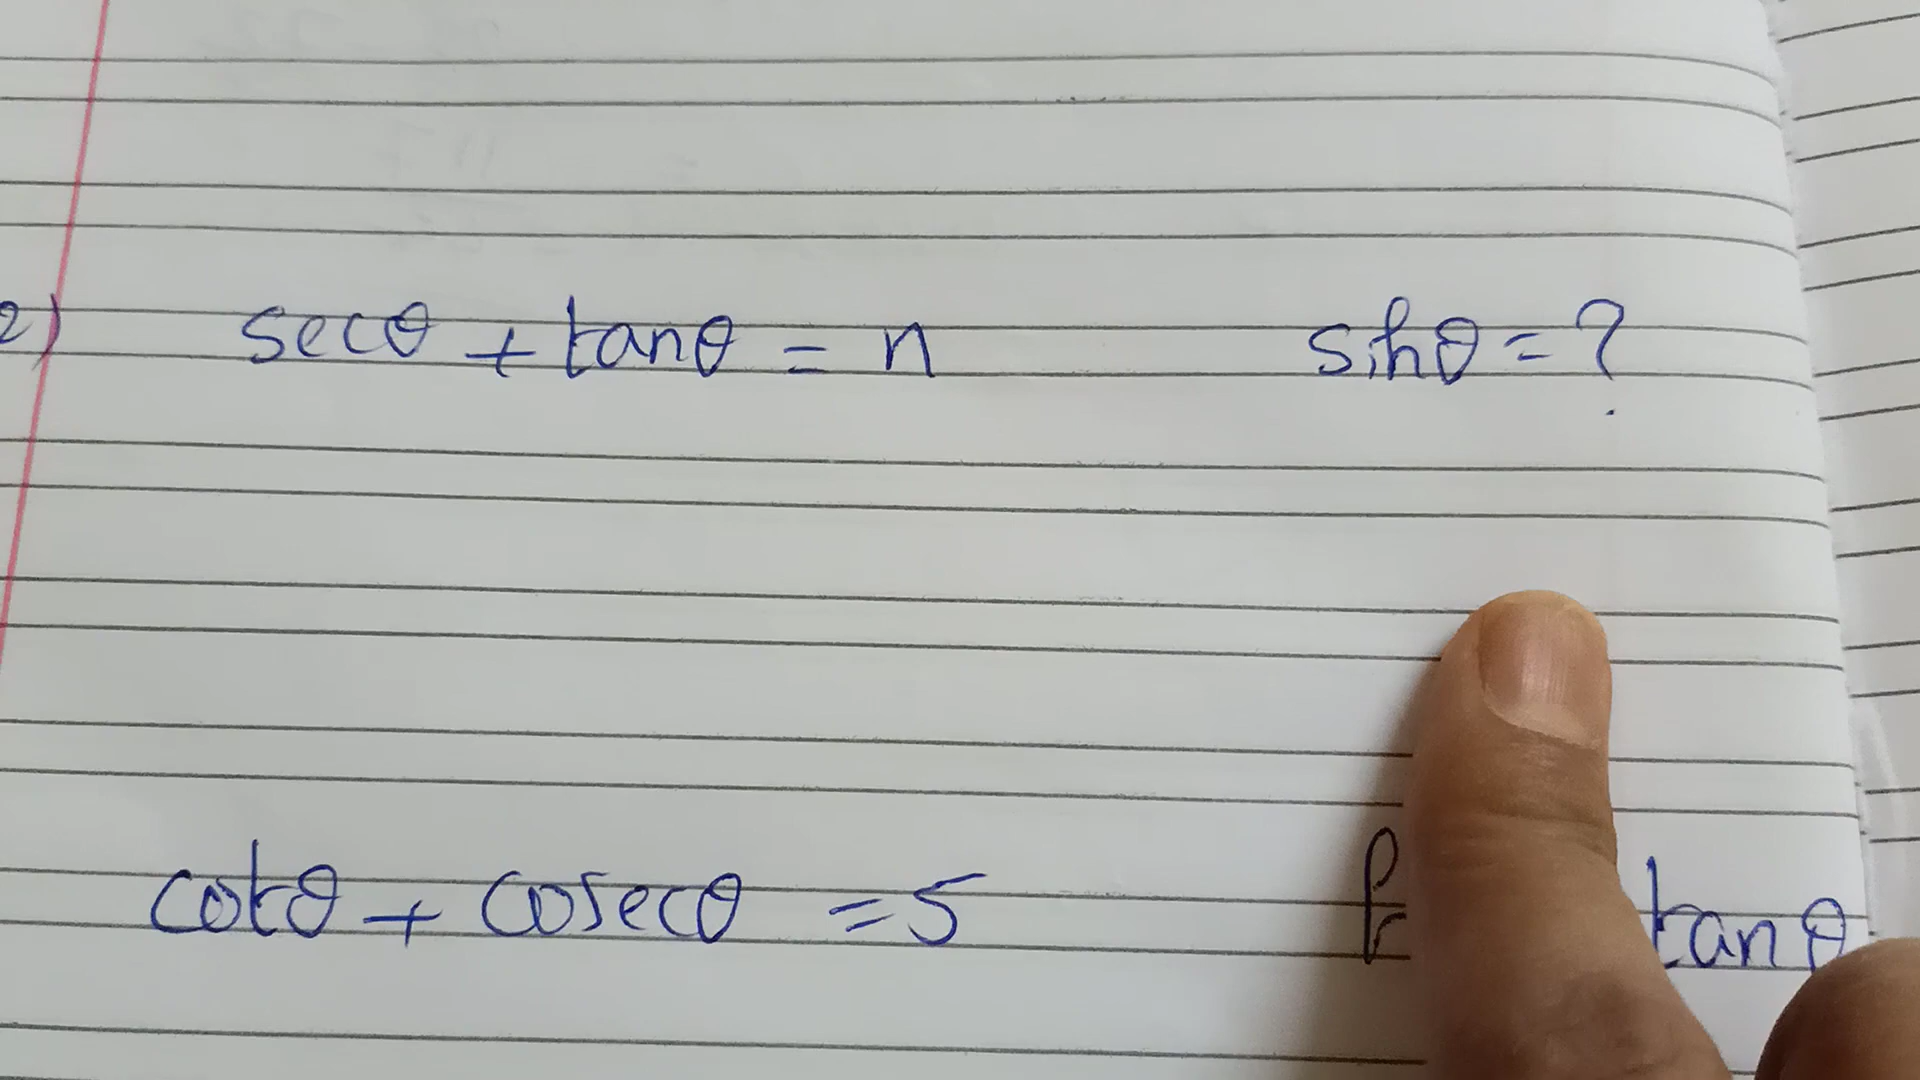 2) secθ + tanθ = n sinθ = ?
cotθ + cosecθ = 5 tanθ